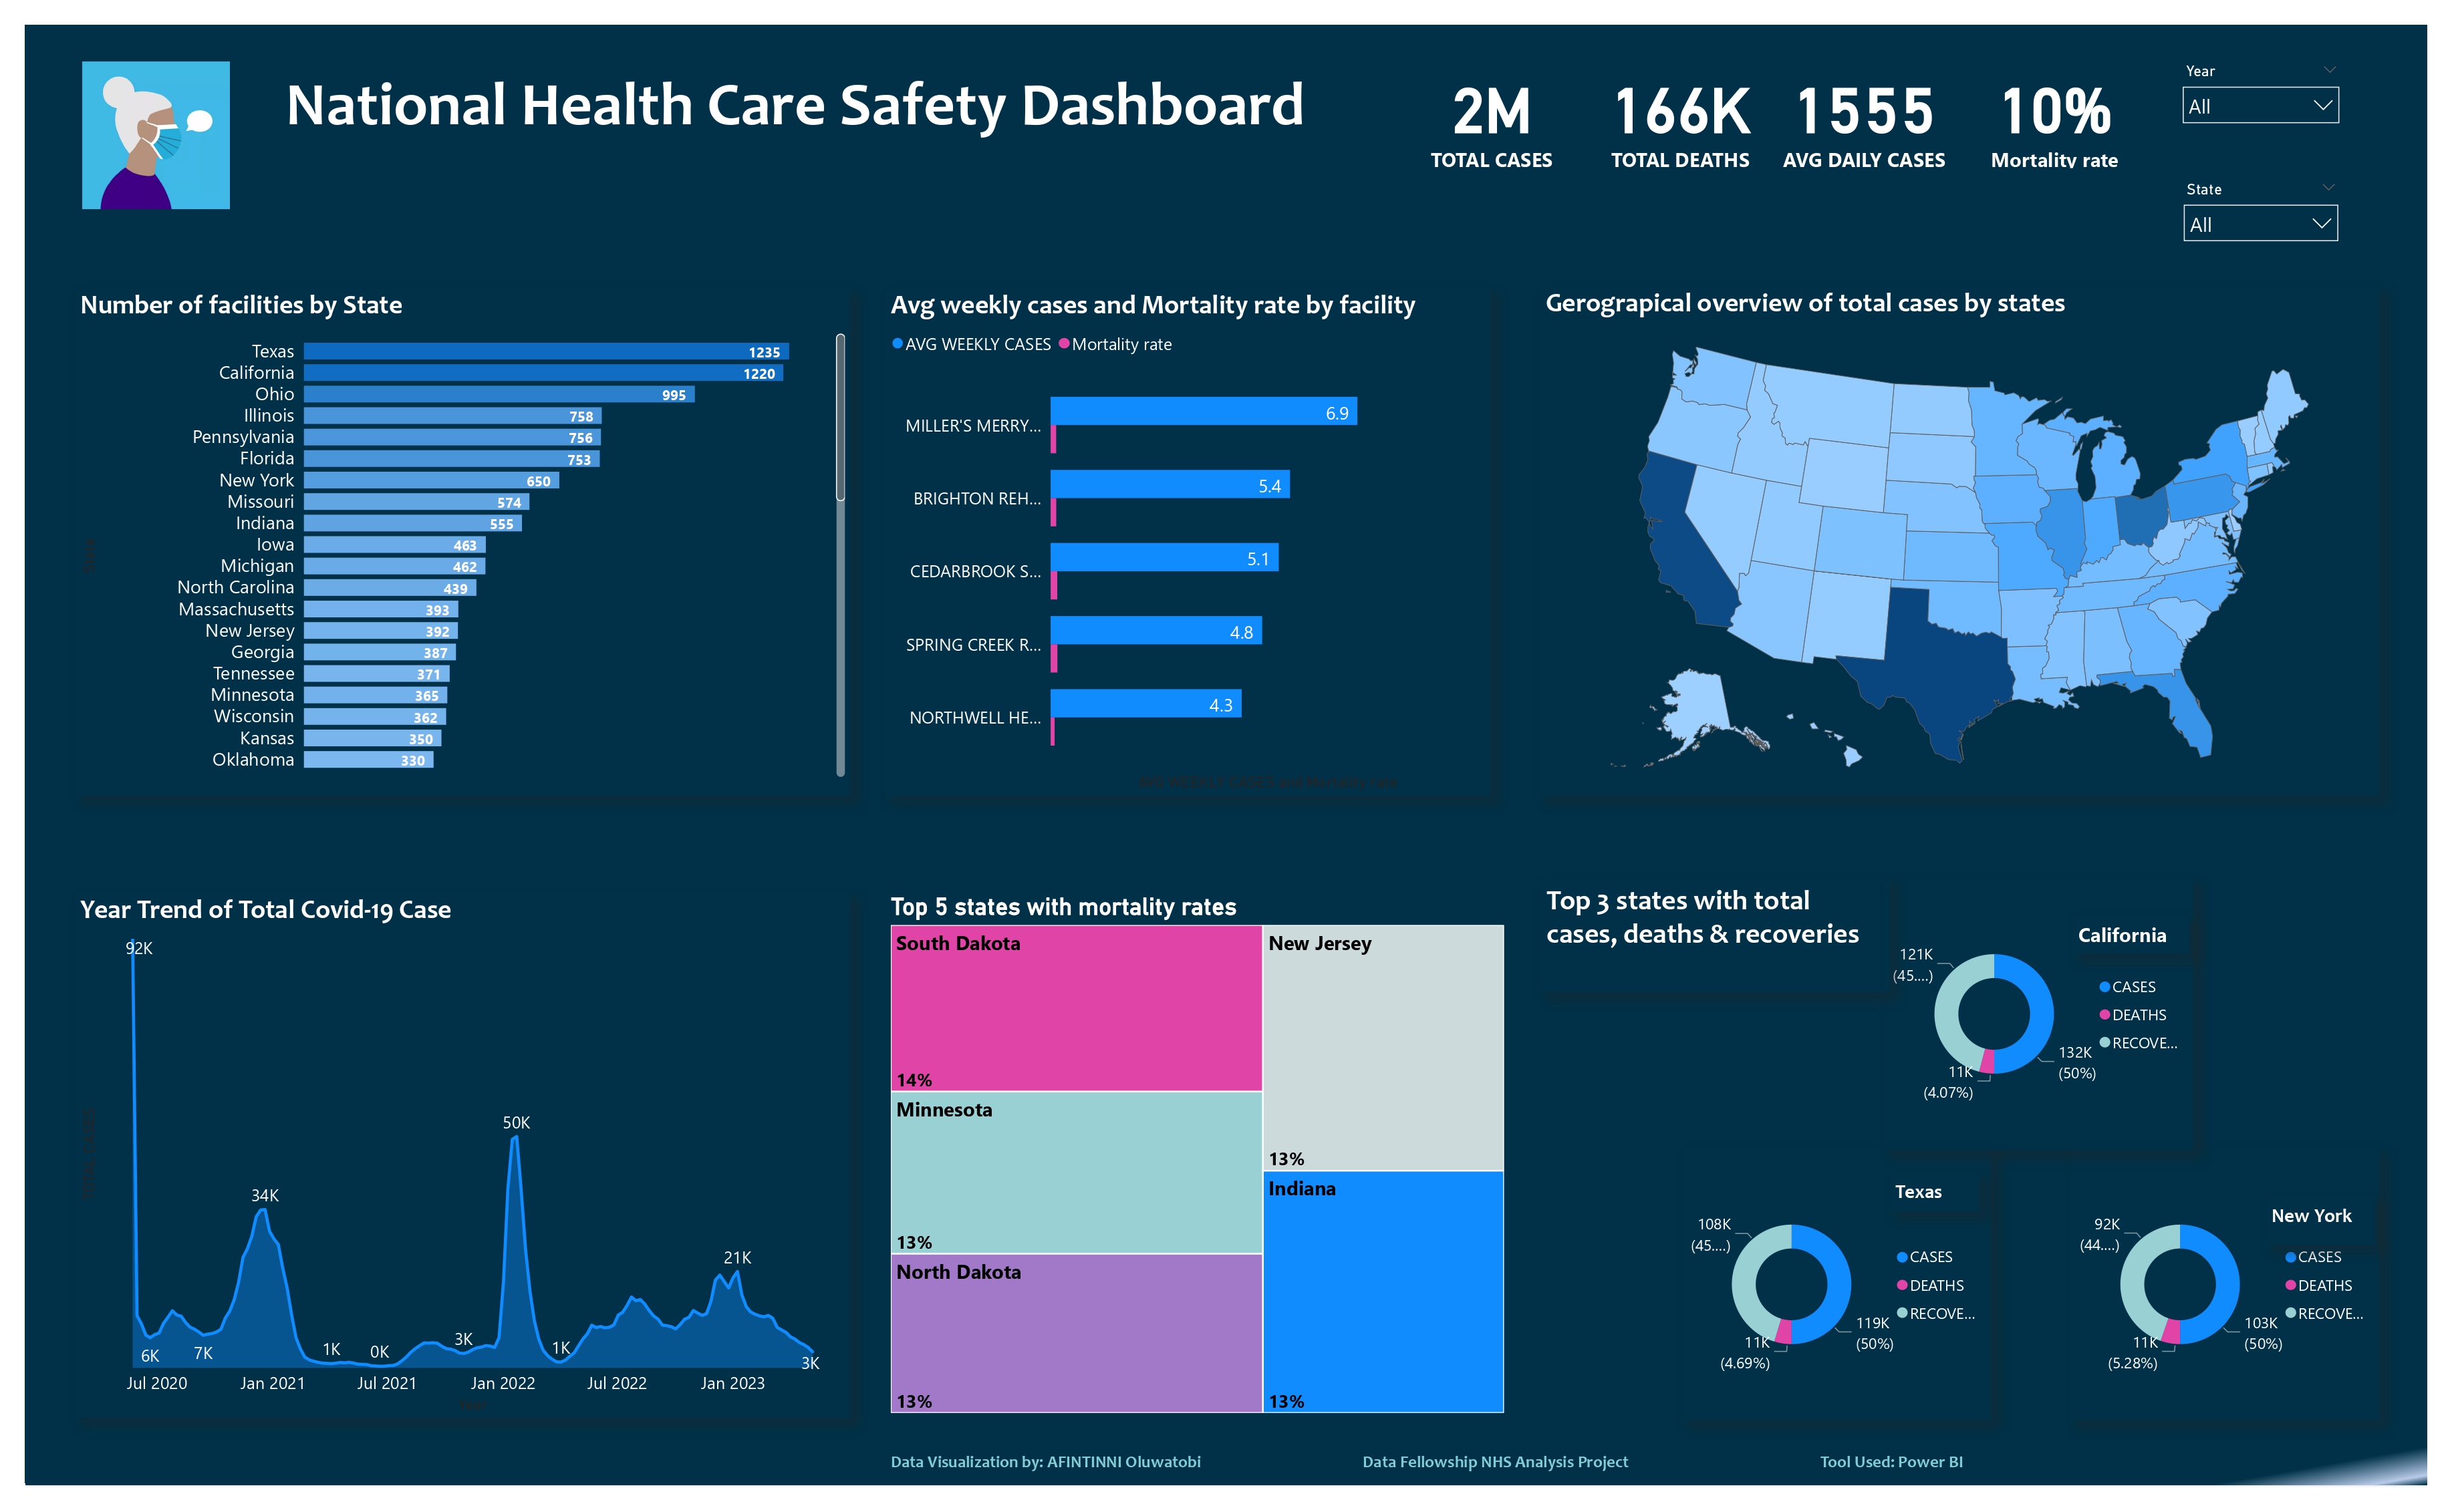 National Health Care Safety Dashboard
2M
TOTAL CASES
166K
TOTAL DEATHS
1555
AVG DAILY CASES
10%
Mortality rate
Year
All
State
All
Number of facilities by State
Texas 1235
California 1220
Ohio 995
Illinois 758
Pennsylvania 756
Florida 753
New York 650
Missouri 574
Indiana 555
Iowa 463
Michigan 462
North Carolina 439
Massachusetts 393
New Jersey 392
Georgia 387
Tennessee 371
Minnesota 365
Wisconsin 362
Kansas 350
Oklahoma 330
Avg weekly cases and Mortality rate by facility
AVG WEEKLY CASES Mortality rate
MILLER'S MERRY... 6.9
BRIGHTON REH... 5.4
CEDARBROOK S... 5.1
SPRING CREEK R... 4.8
NORTHWELL HE... 4.3
Gerograpical overview of total cases by states
Year Trend of Total Covid-19 Case
92K
6K
7K
34K
1K
0K
3K
50K
1K
21K
3K
Jul 2020 Jan 2021 Jul 2021 Jan 2022 Jul 2022 Jan 2023
Top 5 states with mortality rates
South Dakota
14%
Minnesota
13%
North Dakota
13%
New Jersey
13%
Indiana
13%
Top 3 states with total
cases, deaths & recoveries
California
121K
(45....)
132K
(50%)
11K
(4.07%)
CASES
DEATHS
RECOVE...
Texas
108K
(45....)
119K
(50%)
11K
(4.69%)
CASES
DEATHS
RECOVE...
New York
92K
(44....)
103K
(50%)
11K
(5.28%)
CASES
DEATHS
RECOVE...
Data Visualization by: AFINTINNI Oluwatobi
Data Fellowship NHS Analysis Project
Tool Used: Power BI